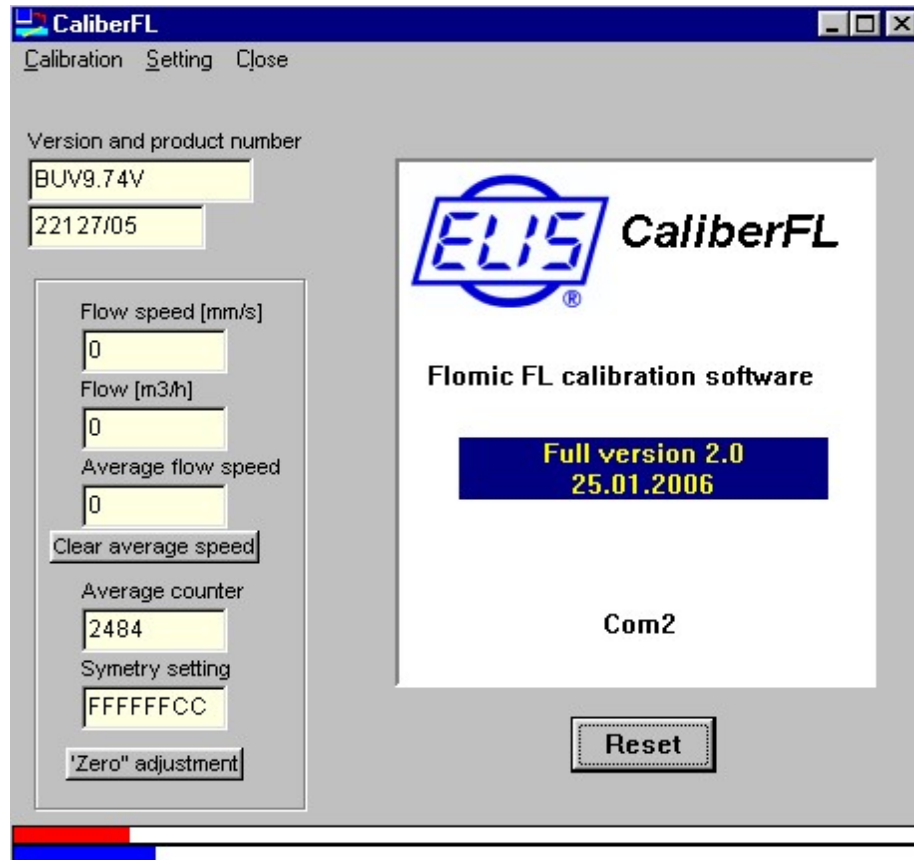 CaliberFL
Calibration Setting Close
Version and product number
BUV9.74V
22127/05
Flow speed [mm/s]
0
Flow [m3/h]
0
Average flow speed
0
Clear average speed
Average counter
2484
Symetry setting
FFFFFFCC
'Zero" adjustment
ELIS
®
CaliberFL
Flomic FL calibration software
Full version 2.0
25.01.2006
Com2
Reset